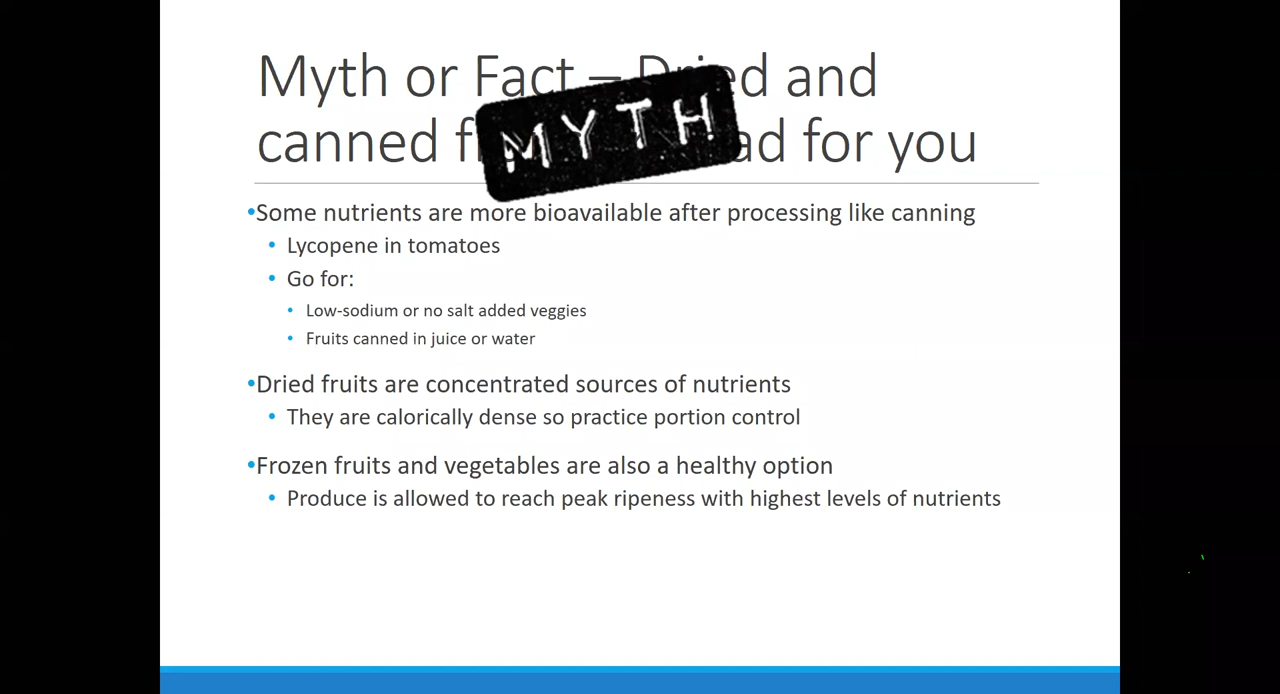 Myth or Fact – Dried and
canned f ad for you
MYTH
•Some nutrients are more bioavailable after processing like canning
• Lycopene in tomatoes
• Go for:
• Low-sodium or no salt added veggies
• Fruits canned in juice or water
•Dried fruits are concentrated sources of nutrients
• They are calorically dense so practice portion control
•Frozen fruits and vegetables are also a healthy option
• Produce is allowed to reach peak ripeness with highest levels of nutrients